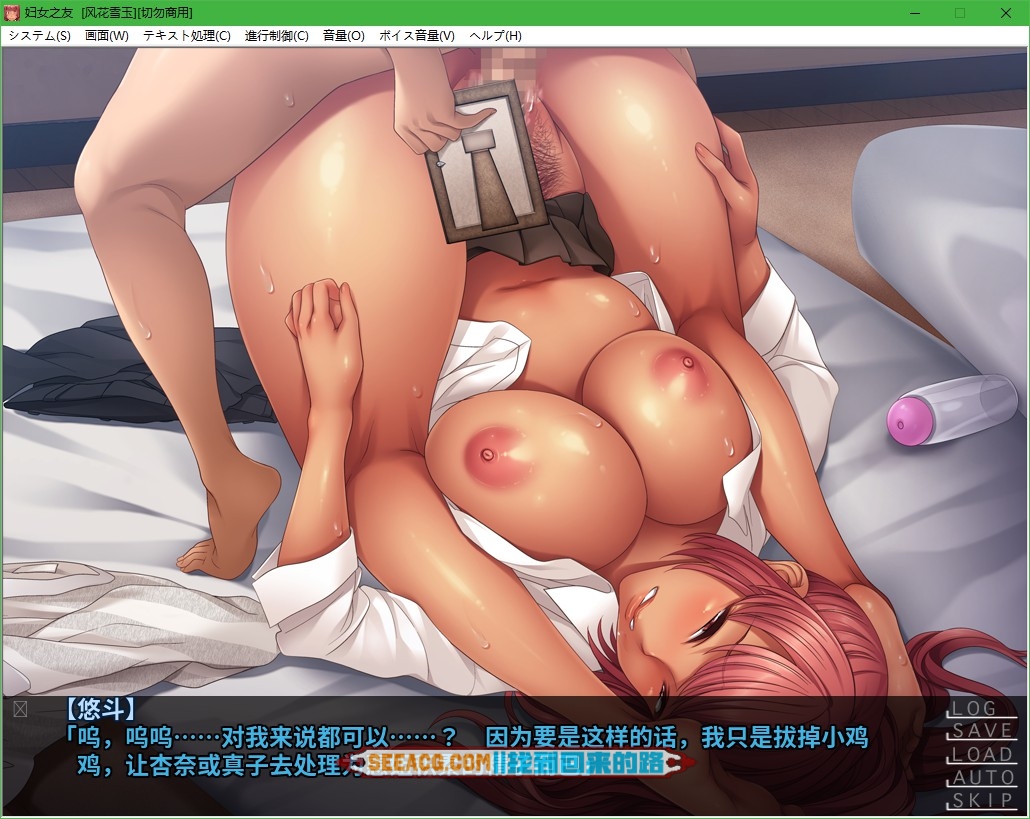 妇女之友 [风花雪玉][切勿商用]
システム(S) 画面(W) テキスト処理(C) 進行制御(C) 音量(O) ボイス音量(V) ヘルプ(H)
【悠斗】
「呜，呜呜……对我来说都可以……？　因为要是这样的话，我只是拔掉小鸡
鸡，让杏奈或真子去处理
SEEACG.COM 找到回来的路
LOG
SAVE
LOAD
AUTO
SKIP